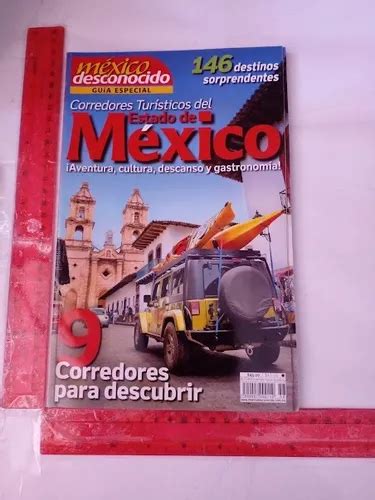 méxico
desconocido
GUÍA ESPECIAL
146 destinos
sorprendentes
Corredores Turísticos del
Estado de
México
¡Aventura, cultura, descanso y gastronomía!
9
Corredores
para descubrir